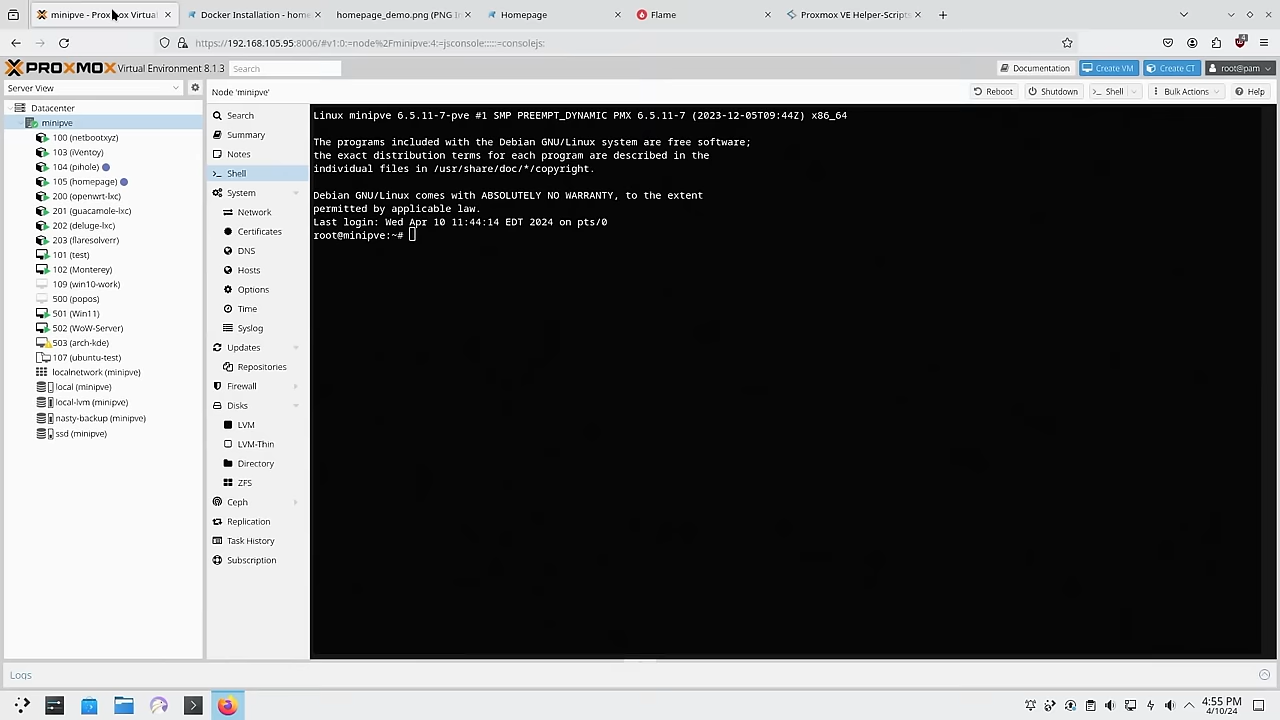 minipve - Proxmox Virtual
Docker Installation - home
homepage_demo.png (PNG In
Homepage
Flame
Proxmox VE Helper-Scripts
https://192.168.105.95:8006/#v1:0:=node%2Fminipve:4:=jsconsole:::::=consolejs:
PROXMOX Virtual Environment 8.1.3
Search
Documentation
Create VM
Create CT
root@pam
Server View
Node 'minipve'
Reboot
Shutdown
Shell
Bulk Actions
Help
Datacenter
minipve
100 (netbootxyz)
103 (iVentoy)
104 (pihole)
105 (homepage)
200 (openwrt-lxc)
201 (guacamole-lxc)
202 (deluge-lxc)
203 (flaresolverr)
101 (test)
102 (Monterey)
109 (win10-work)
500 (popos)
501 (Win11)
502 (WoW-Server)
503 (arch-kde)
107 (ubuntu-test)
localnetwork (minipve)
local (minipve)
local-lvm (minipve)
nasty-backup (minipve)
ssd (minipve)
Search
Summary
Notes
Shell
System
Network
Certificates
DNS
Hosts
Options
Time
Syslog
Updates
Repositories
Firewall
Disks
LVM
LVM-Thin
Directory
ZFS
Ceph
Replication
Task History
Subscription
Linux minipve 6.5.11-7-pve #1 SMP PREEMPT_DYNAMIC PMX 6.5.11-7 (2023-12-05T09:44Z) x86_64
The programs included with the Debian GNU/Linux system are free software;
the exact distribution terms for each program are described in the
individual files in /usr/share/doc/*/copyright.
Debian GNU/Linux comes with ABSOLUTELY NO WARRANTY, to the extent
permitted by applicable law.
Last login: Wed Apr 10 11:44:14 EDT 2024 on pts/0
root@minipve:~#
Logs
4:55 PM
4/10/24